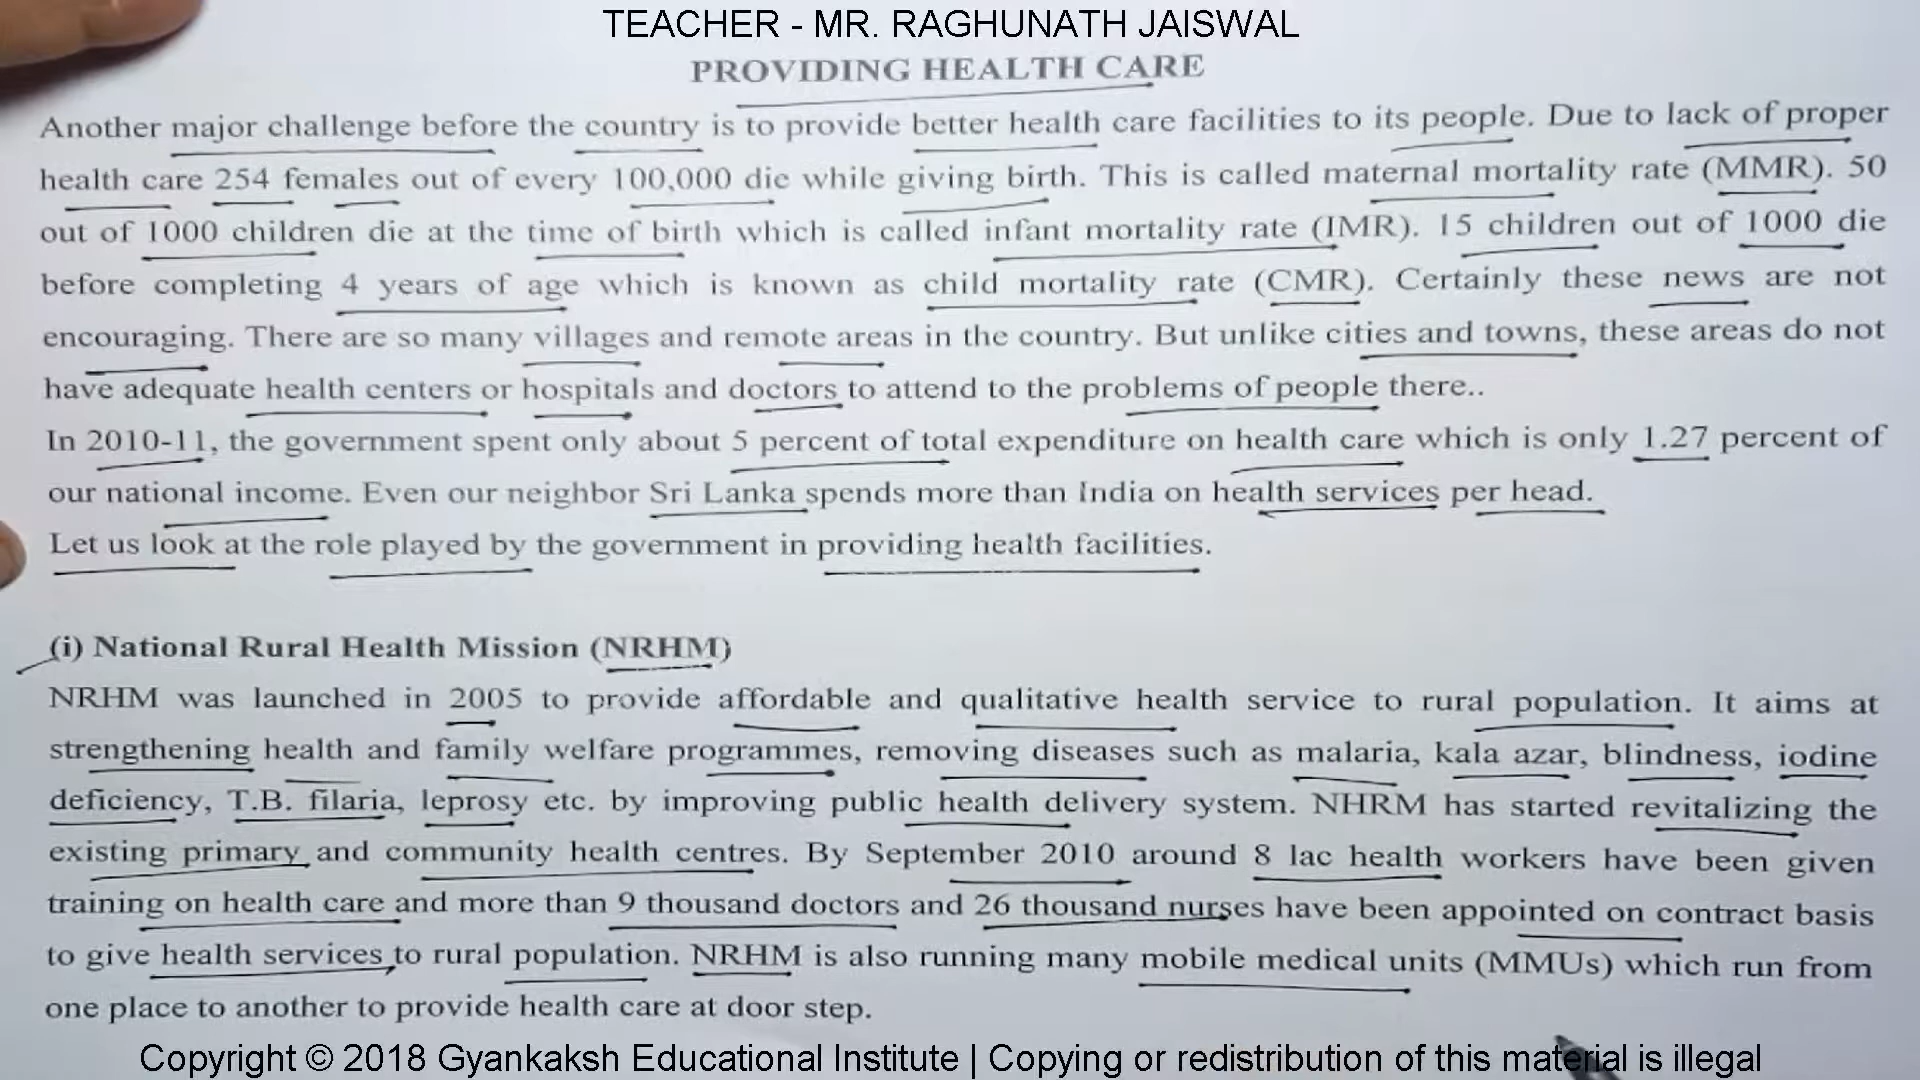 TEACHER - MR. RAGHUNATH JAISWAL
PROVIDING HEALTH CARE
Another major challenge before the country is to provide better health care facilities to its people. Due to lack of proper
health care 254 females out of every 100,000 die while giving birth. This is called maternal mortality rate (MMR). 50
out of 1000 children die at the time of birth which is called infant mortality rate (IMR). 15 children out of 1000 die
before completing 4 years of age which is known as child mortality rate (CMR). Certainly these news are not
encouraging. There are so many villages and remote areas in the country. But unlike cities and towns, these areas do not
have adequate health centers or hospitals and doctors to attend to the problems of people there..
In 2010-11, the government spent only about 5 percent of total expenditure on health care which is only 1.27 percent of
our national income. Even our neighbor Sri Lanka spends more than India on health services per head.
Let us look at the role played by the government in providing health facilities.
(i) National Rural Health Mission (NRHM)
NRHM was launched in 2005 to provide affordable and qualitative health service to rural population. It aims at
strengthening health and family welfare programmes, removing diseases such as malaria, kala azar, blindness, iodine
deficiency, T.B. filaria, leprosy etc. by improving public health delivery system. NHRM has started revitalizing the
existing primary and community health centres. By September 2010 around 8 lac health workers have been given
training on health care and more than 9 thousand doctors and 26 thousand nurses have been appointed on contract basis
to give health services to rural population. NRHM is also running many mobile medical units (MMUs) which run from
one place to another to provide health care at door step.
Copyright © 2018 Gyankaksh Educational Institute | Copying or redistribution of this material is illegal